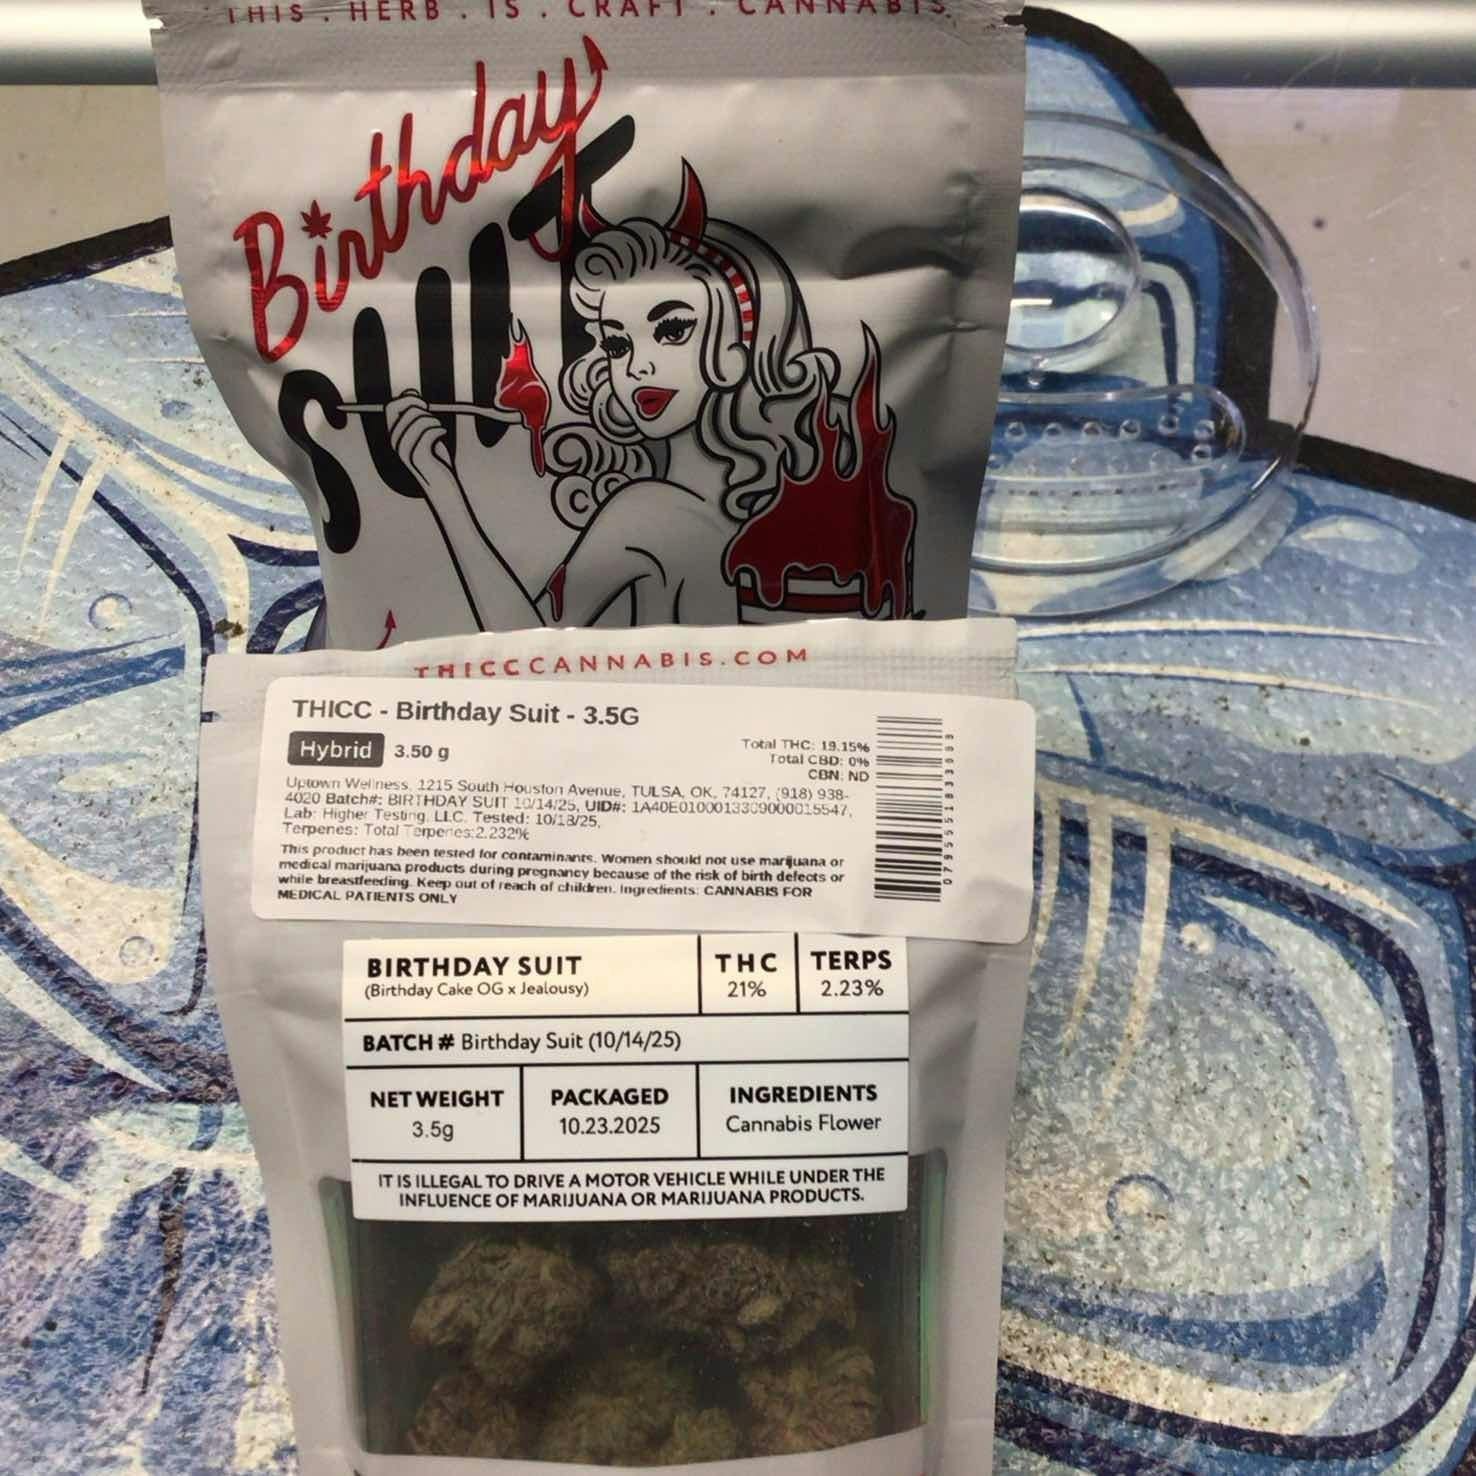 THIS . HERB . IS . CRAFT . CANNABIS.
Birthday
SUIT
THICCCANNABIS.COM
THICC - Birthday Suit - 3.5G
Hybrid 3.50 g
Total THC: 19.15%
Total CBD: 0%
CBN: ND
Uptown Wellness, 1215 South Houston Avenue, TULSA, OK, 74127, (918) 938-
4020 Batch#: BIRTHDAY SUIT 10/14/25, UID#: 1A40E0100013309000015547,
Lab: Higher Testing, LLC. Tested: 10/13/25,
Terpenes: Total Terpenes:2.232%
This product has been tested for contaminants. Women should not use marijuana or
medical marijuana products during pregnancy because of the risk of birth defects or
while breastfeeding. Keep out of reach of children. Ingredients: CANNABIS FOR
MEDICAL PATIENTS ONLY
BIRTHDAY SUIT
(Birthday Cake OG x Jealousy)
THC
21%
TERPS
2.23%
BATCH # Birthday Suit (10/14/25)
NET WEIGHT
3.5g
PACKAGED
10.23.2025
INGREDIENTS
Cannabis Flower
IT IS ILLEGAL TO DRIVE A MOTOR VEHICLE WHILE UNDER THE
INFLUENCE OF MARIJUANA OR MARIJUANA PRODUCTS.